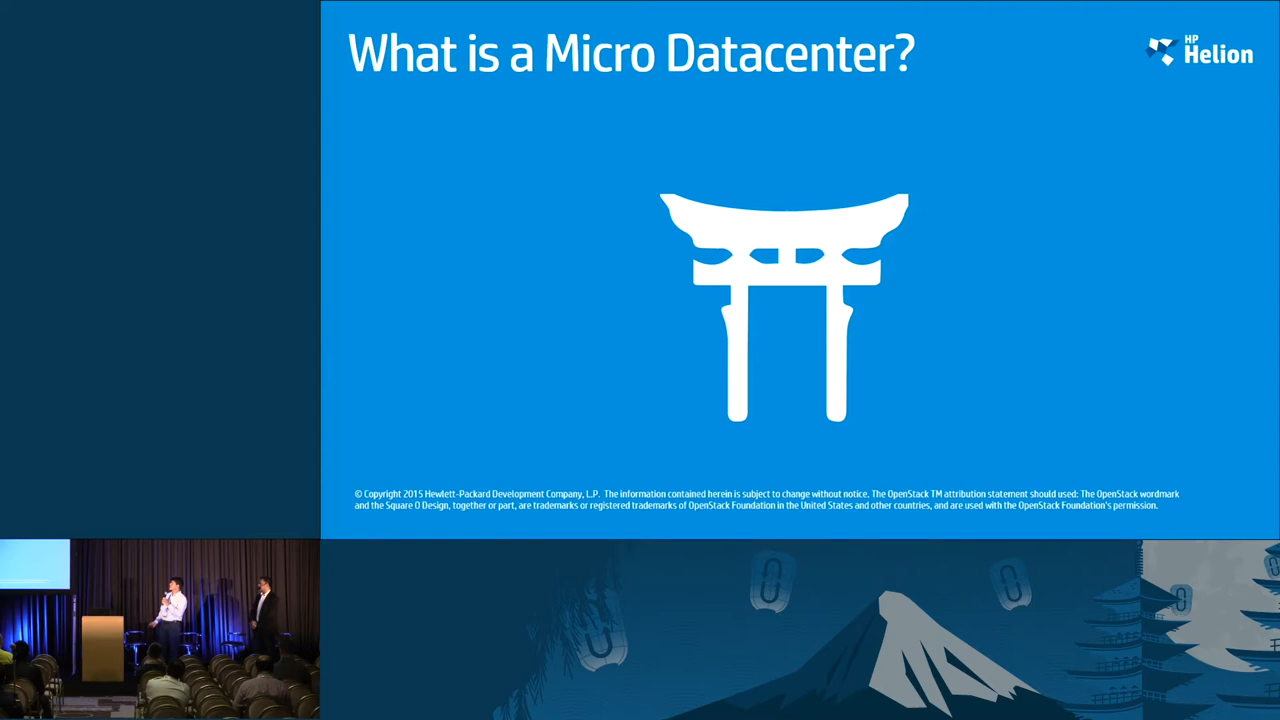 What is a Micro Datacenter?
HP
Helion
© Copyright 2015 Hewlett-Packard Development Company, L.P. The information contained herein is subject to change without notice. The OpenStack TM attribution statement should used: The OpenStack wordmark
and the Square O Design, together or part, are trademarks or registered trademarks of OpenStack Foundation in the United States and other countries, and are used with the OpenStack Foundation's permission.